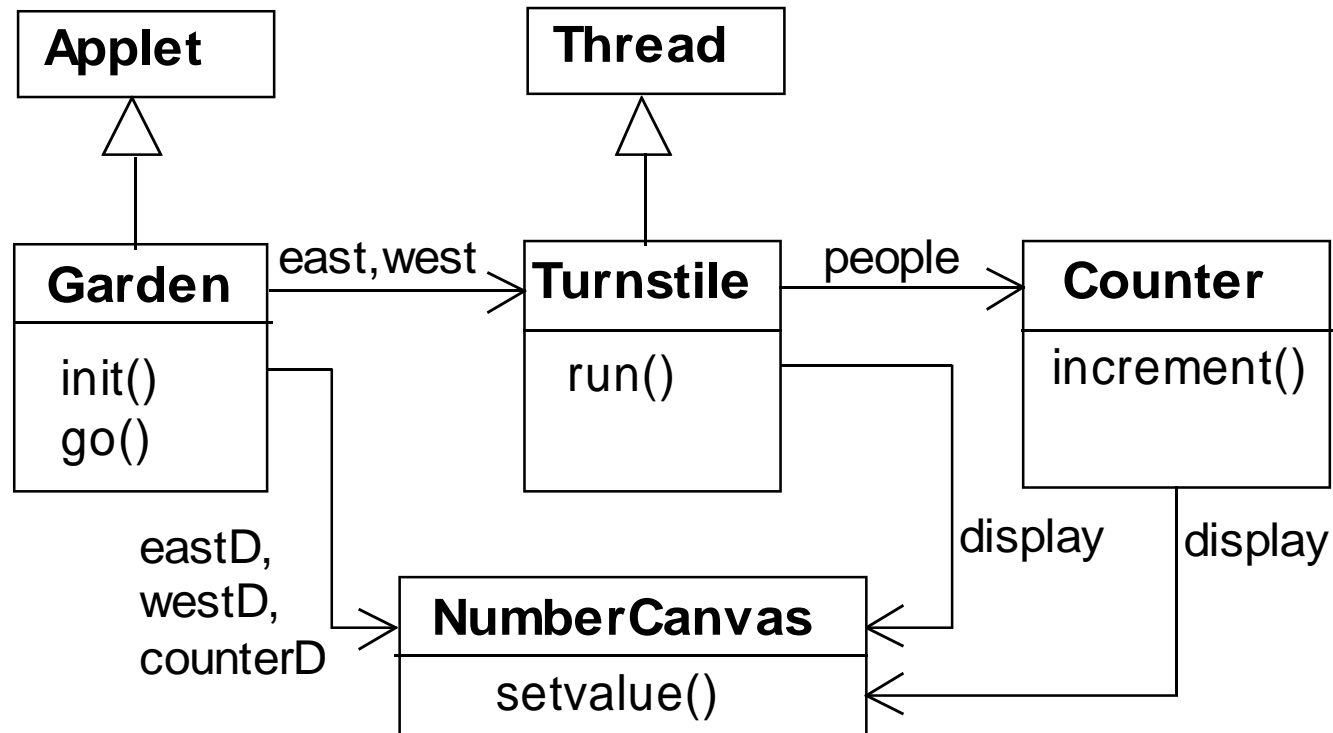 Applet
Thread
east,west
people
Garden
init()
go()
Turnstile
run()
Counter
increment()
eastD,
westD,
counterD
display
display
NumberCanvas
setvalue()